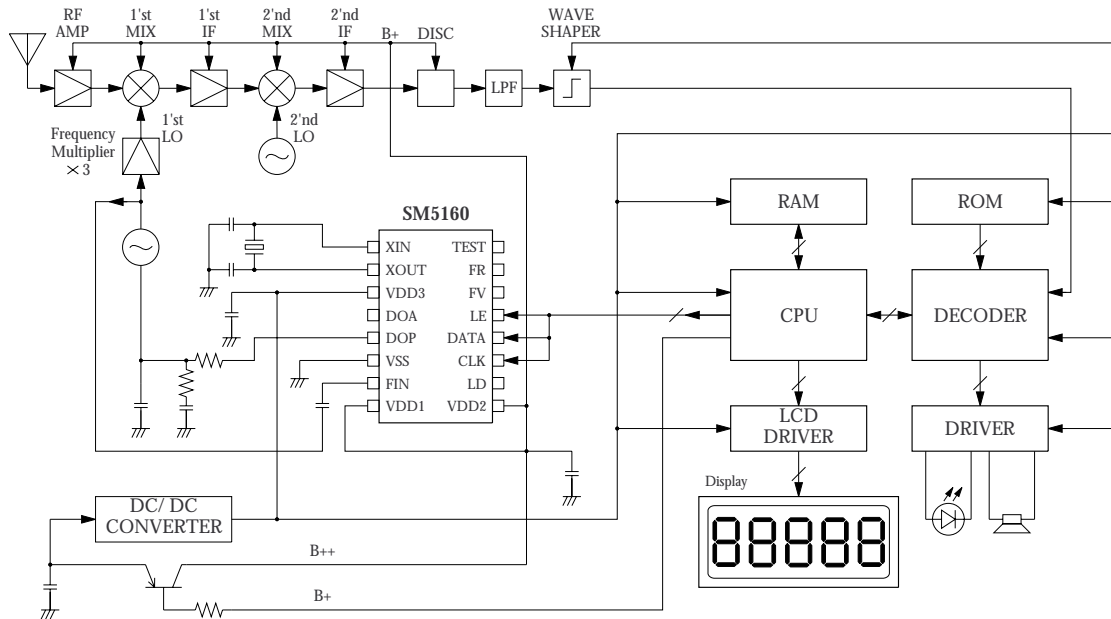 RF
AMP
1'st
MIX
1'st
IF
2'nd
MIX
2'nd
IF
B+
DISC
WAVE
SHAPER
LPF
1'st
LO
2'nd
LO
Frequency
Multiplier
× 3
SM5160
XIN
XOUT
VDD3
DOA
DOP
VSS
FIN
VDD1
TEST
FR
FV
LE
DATA
CLK
LD
VDD2
RAM
ROM
CPU
DECODER
LCD
DRIVER
DRIVER
Display
88888
DC/ DC
CONVERTER
B++
B+